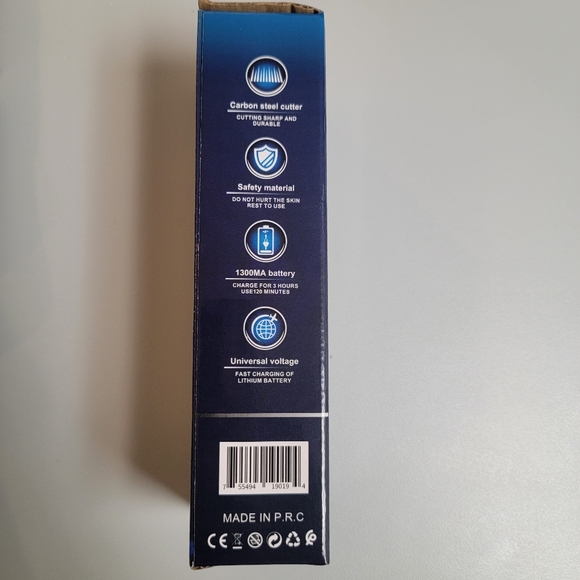 Carbon steel cutter
CUTTING SHARP AND
DURABLE
Safety material
DO NOT HURT THE SKIN
REST TO USE
1300MA battery
CHARGE FOR 3 HOURS
USE120 MINUTES
Universal voltage
FAST CHARGING OF
LITHIUM BATTERY
7 55494 19019 4
MADE IN P.R.C
CE